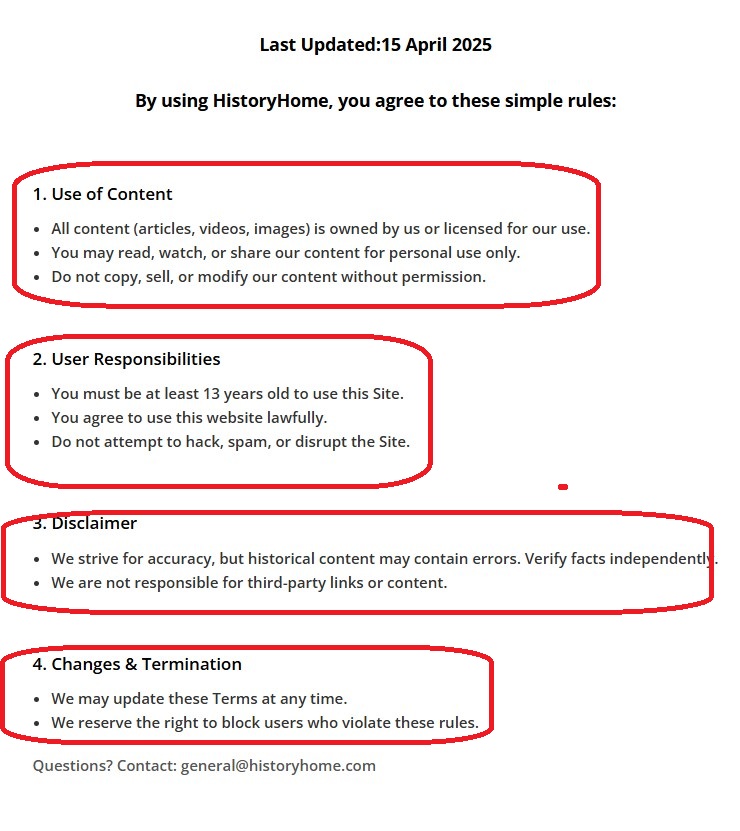 Last Updated:15 April 2025
By using HistoryHome, you agree to these simple rules:
1. Use of Content
• All content (articles, videos, images) is owned by us or licensed for our use.
• You may read, watch, or share our content for personal use only.
• Do not copy, sell, or modify our content without permission.
2. User Responsibilities
• You must be at least 13 years old to use this Site.
• You agree to use this website lawfully.
• Do not attempt to hack, spam, or disrupt the Site.
3. Disclaimer
• We strive for accuracy, but historical content may contain errors. Verify facts independently.
• We are not responsible for third-party links or content.
4. Changes & Termination
• We may update these Terms at any time.
• We reserve the right to block users who violate these rules.
Questions? Contact: general@historyhome.com